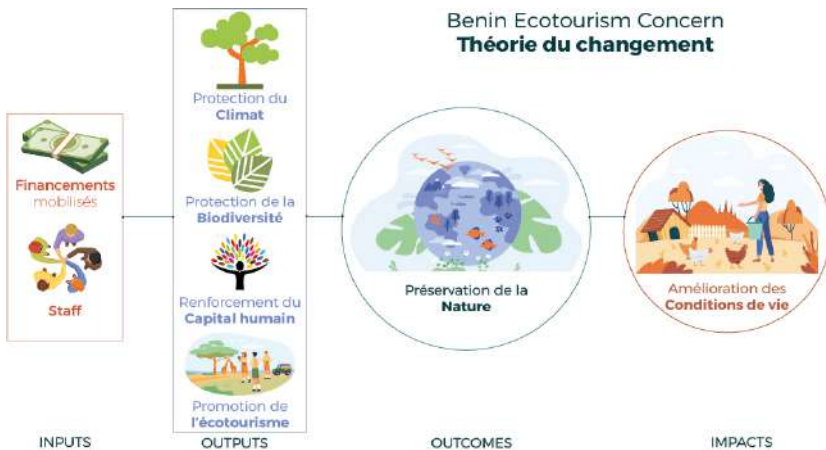 Benin Ecotourism Concern
Théorie du changement
Financements
mobilisés
Staff
Protection du
Climat
Protection de la
Biodiversité
Renforcement du
Capital humain
Promotion de
l'écotourisme
Préservation de la
Nature
Amélioration des
Conditions de vie
INPUTS
OUTPUTS
OUTCOMES
IMPACTS